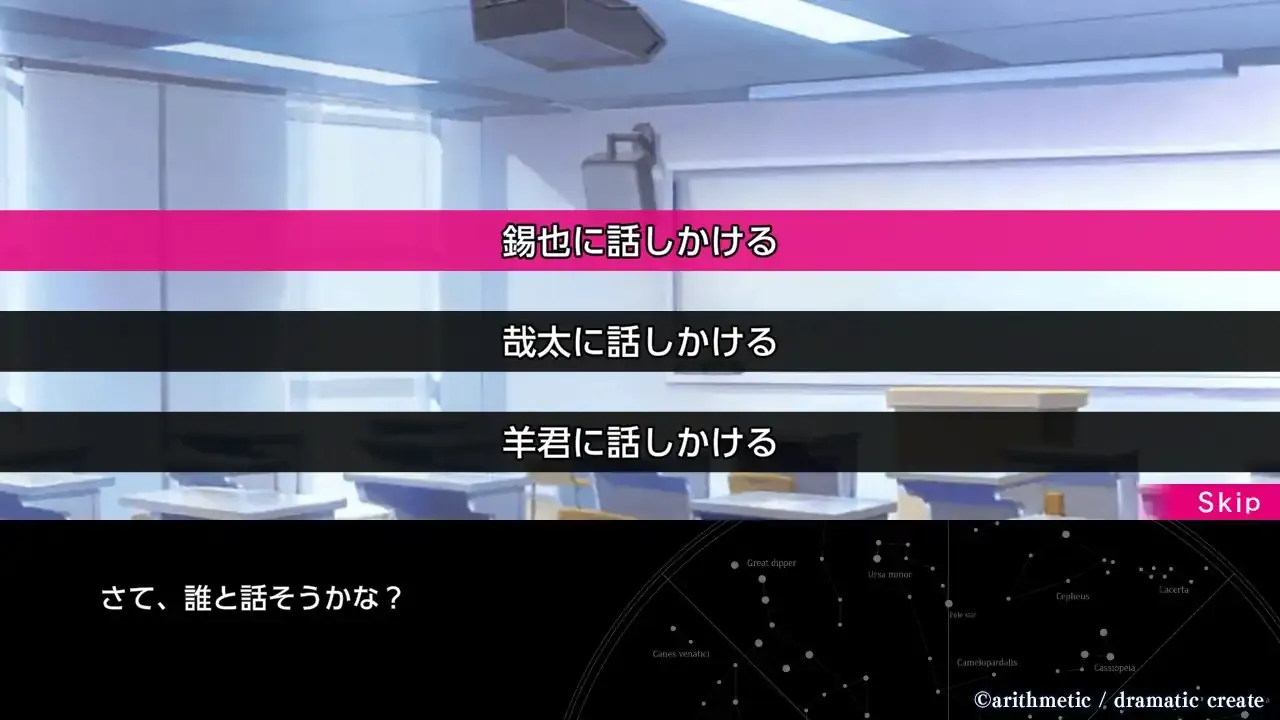 錫也に話しかける
哉太に話しかける
羊君に話しかける
Skip
さて、誰と話そうかな？
Great dipper
Ursa minor
Cepheus
Lacerta
Pole star
Canes venatici
Camelopardalis
Cassiopeia
©arithmetic / dramatic create